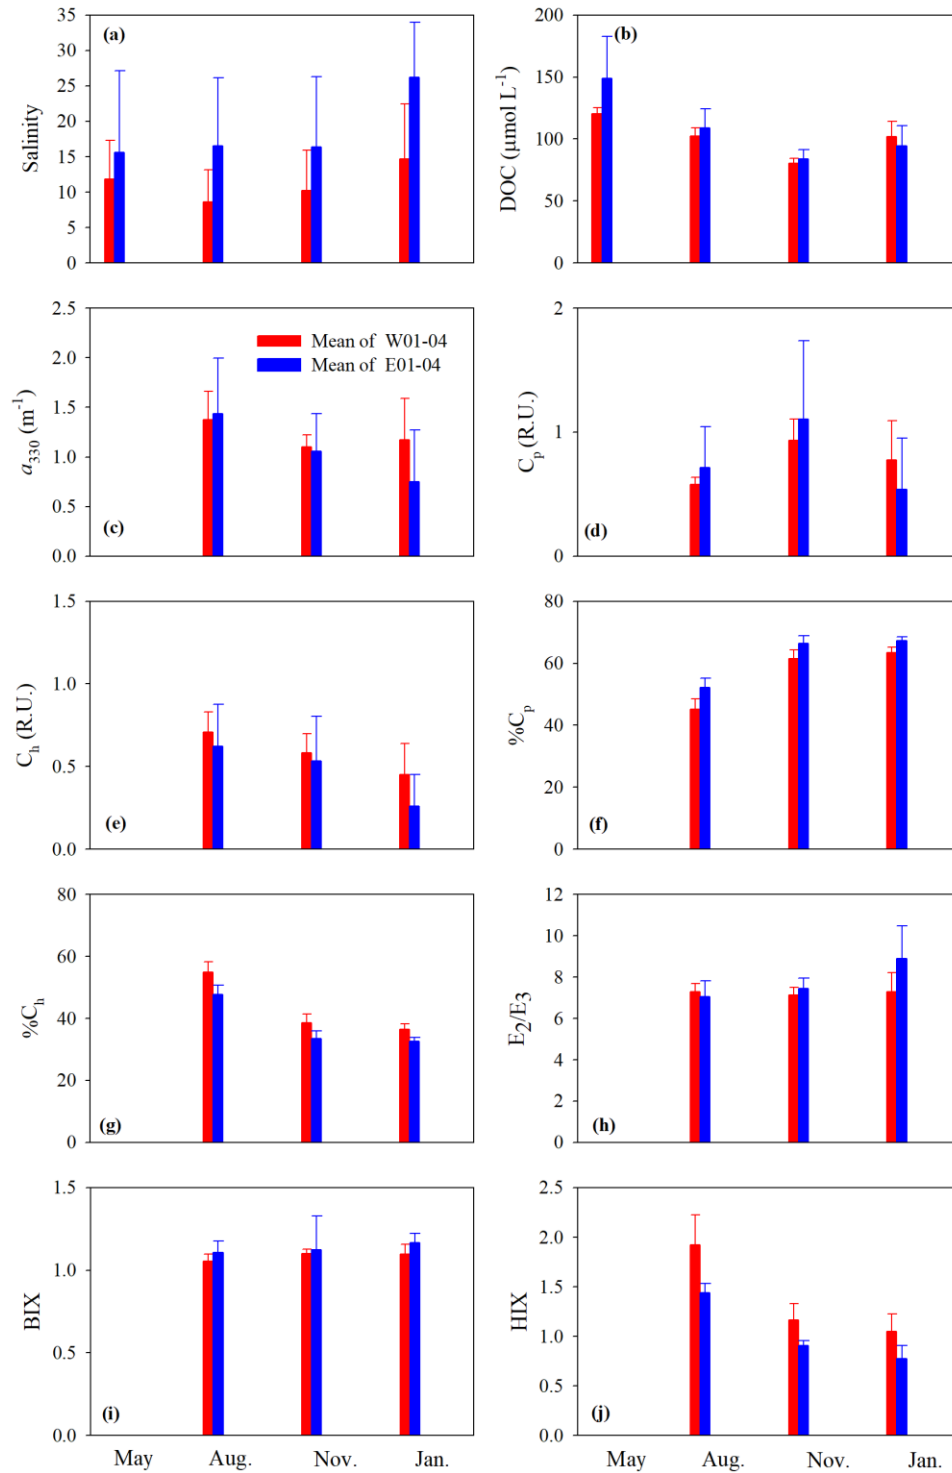 35
30
25
20
15
10
5
0
Salinity
(a)
200
150
100
50
0
DOC (µmol L⁻¹)
(b)
2.5
2.0
1.5
1.0
0.5
0.0
a₃₃₀ (m⁻¹)
Mean of W01-04
Mean of E01-04
(c)
2
1
0
Cₚ (R.U.)
(d)
1.5
1.0
0.5
0.0
Cₕ (R.U.)
(e)
80
60
40
20
0
%Cₚ
(f)
80
60
40
20
0
%Cₕ
(g)
12
10
8
6
4
2
0
E₂/E₃
(h)
1.5
1.0
0.5
0.0
BIX
(i)
May Aug. Nov. Jan.
2.5
2.0
1.5
1.0
0.5
0.0
HIX
(j)
May Aug. Nov. Jan.